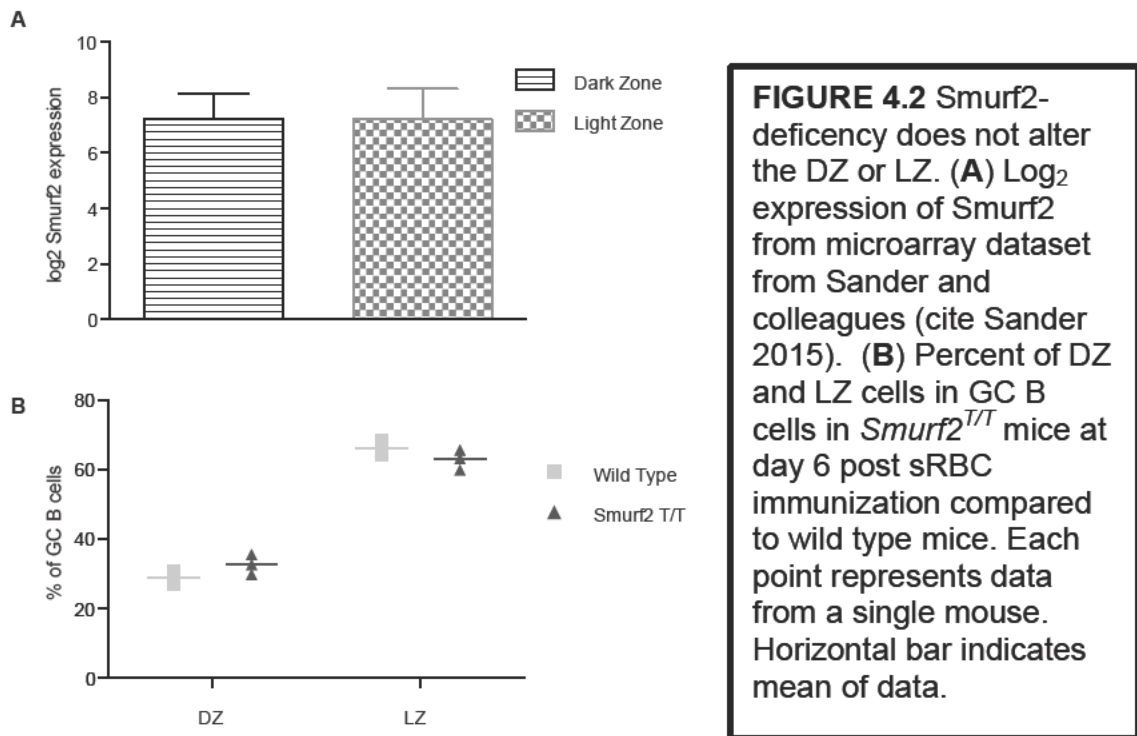 A
10
8
6
4
2
0
log2 Smurf2 expression
Dark Zone
Light Zone
B
80
60
40
20
0
% of GC B cells
DZ
LZ
Wild Type
Smurf2 T/T
FIGURE 4.2 Smurf2-
deficency does not alter
the DZ or LZ. (A) Log2
expression of Smurf2
from microarray dataset
from Sander and
colleagues (cite Sander
2015). (B) Percent of DZ
and LZ cells in GC B
cells in Smurf2T/T mice at
day 6 post sRBC
immunization compared
to wild type mice. Each
point represents data
from a single mouse.
Horizontal bar indicates
mean of data.